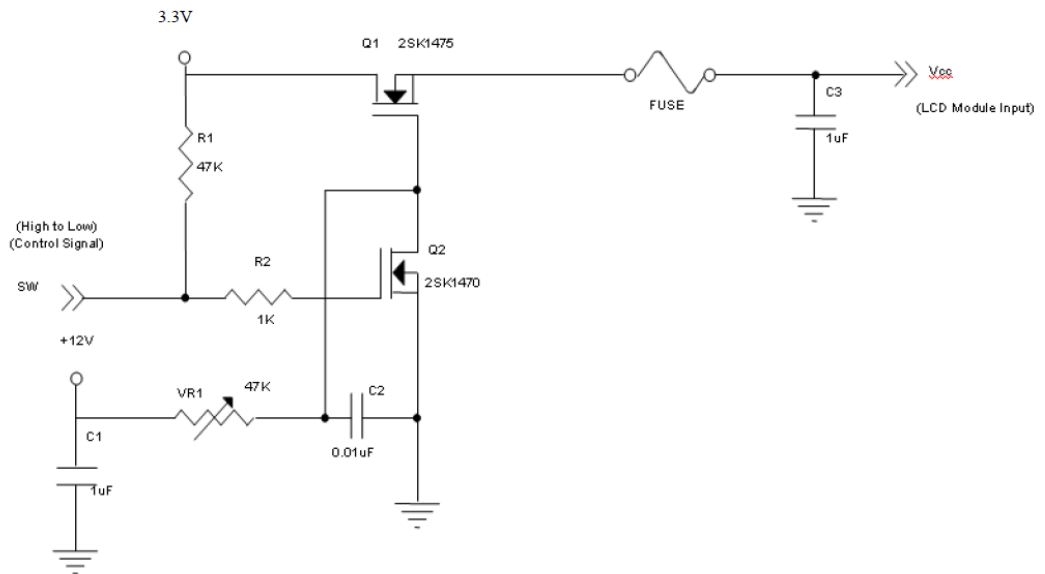 3.3V
Q1 2SK1475
FUSE
Vcc
(LCD Module Input)
C3
1uF
R1
47K
(High to Low)
(Control Signal)
SW
R2
1K
Q2
2SK1470
+12V
VR1
47K
C2
0.01uF
C1
1uF